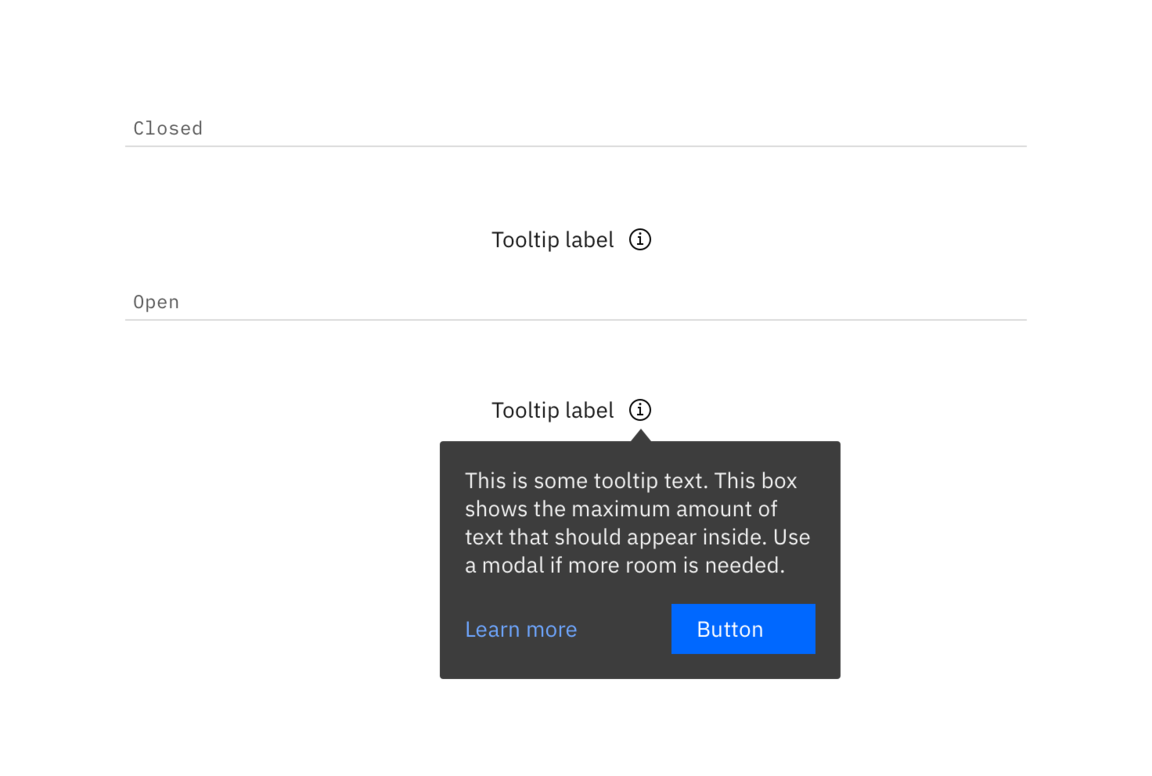 Closed
Tooltip label
Open
Tooltip label
This is some tooltip text. This box
shows the maximum amount of
text that should appear inside. Use
a modal if more room is needed.
Learn more
Button